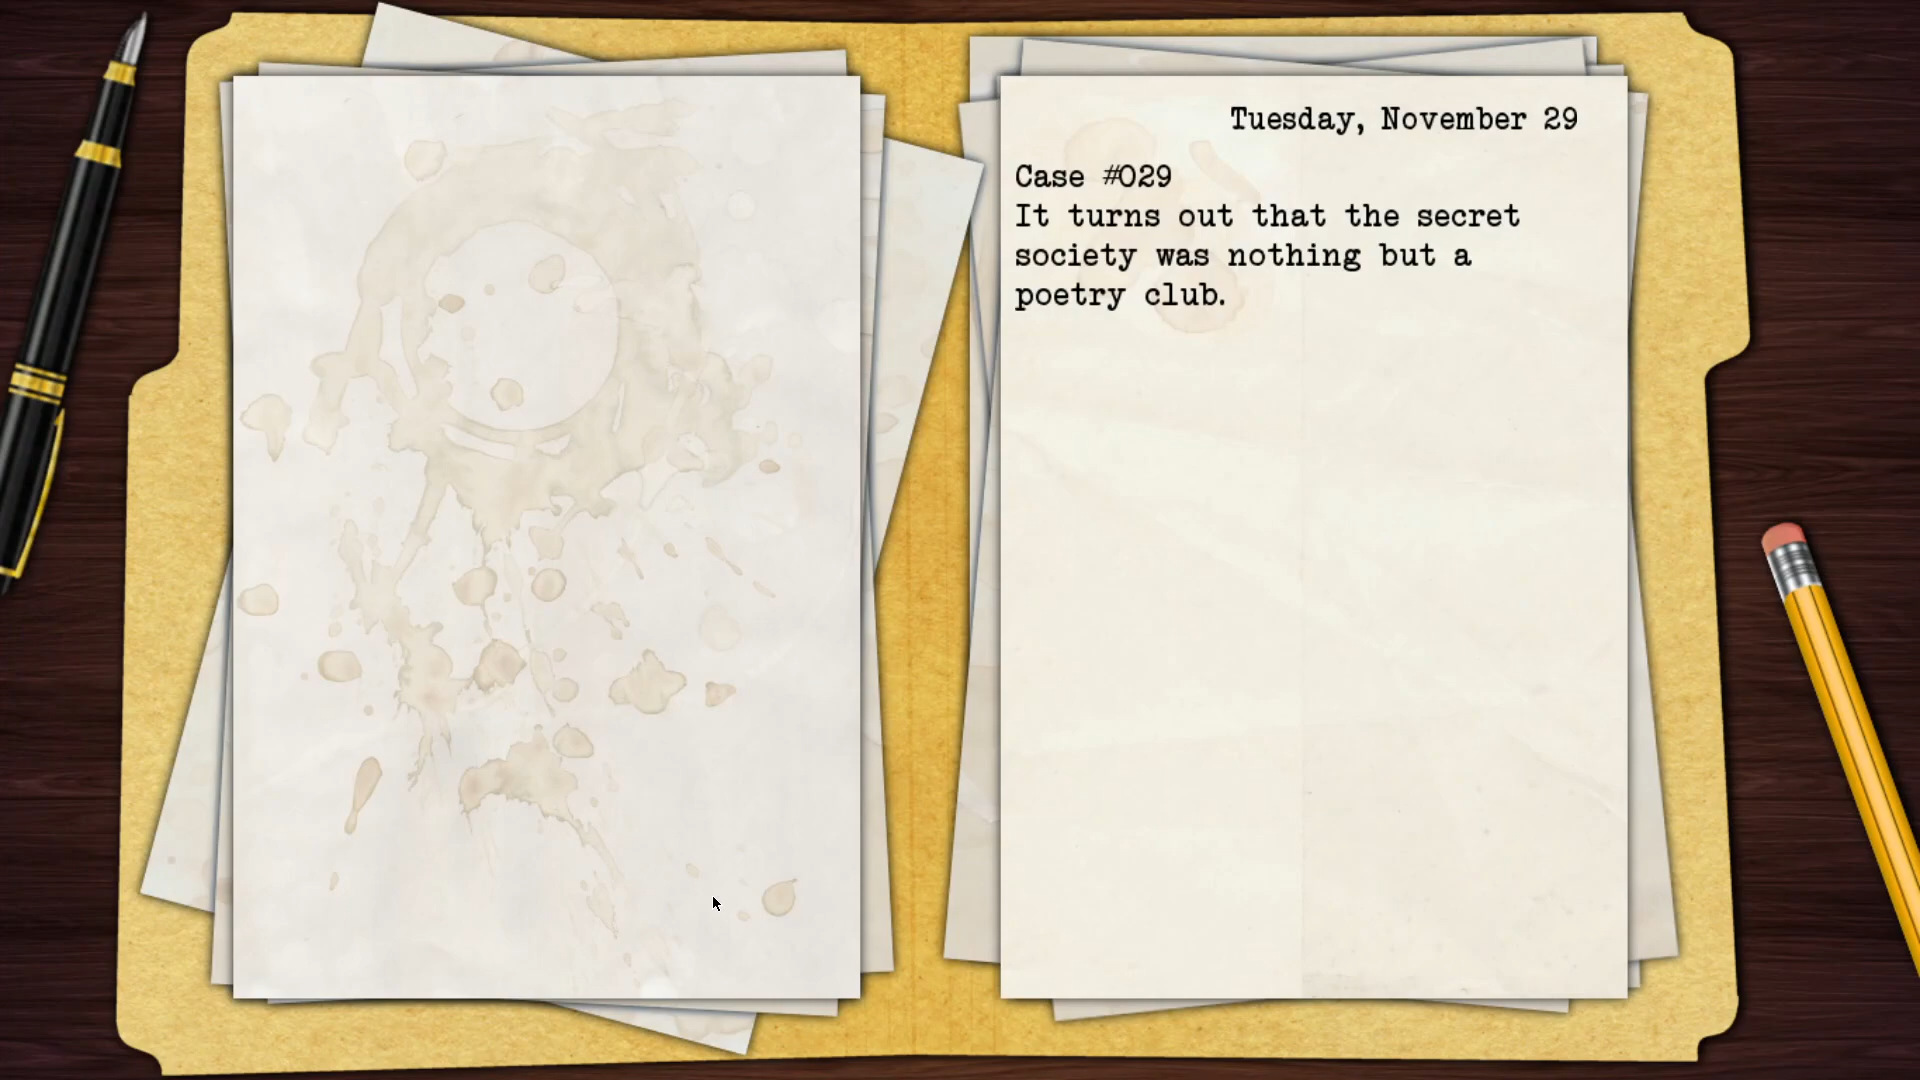 Tuesday, November 29
Case #029
It turns out that the secret
society was nothing but a
poetry club.